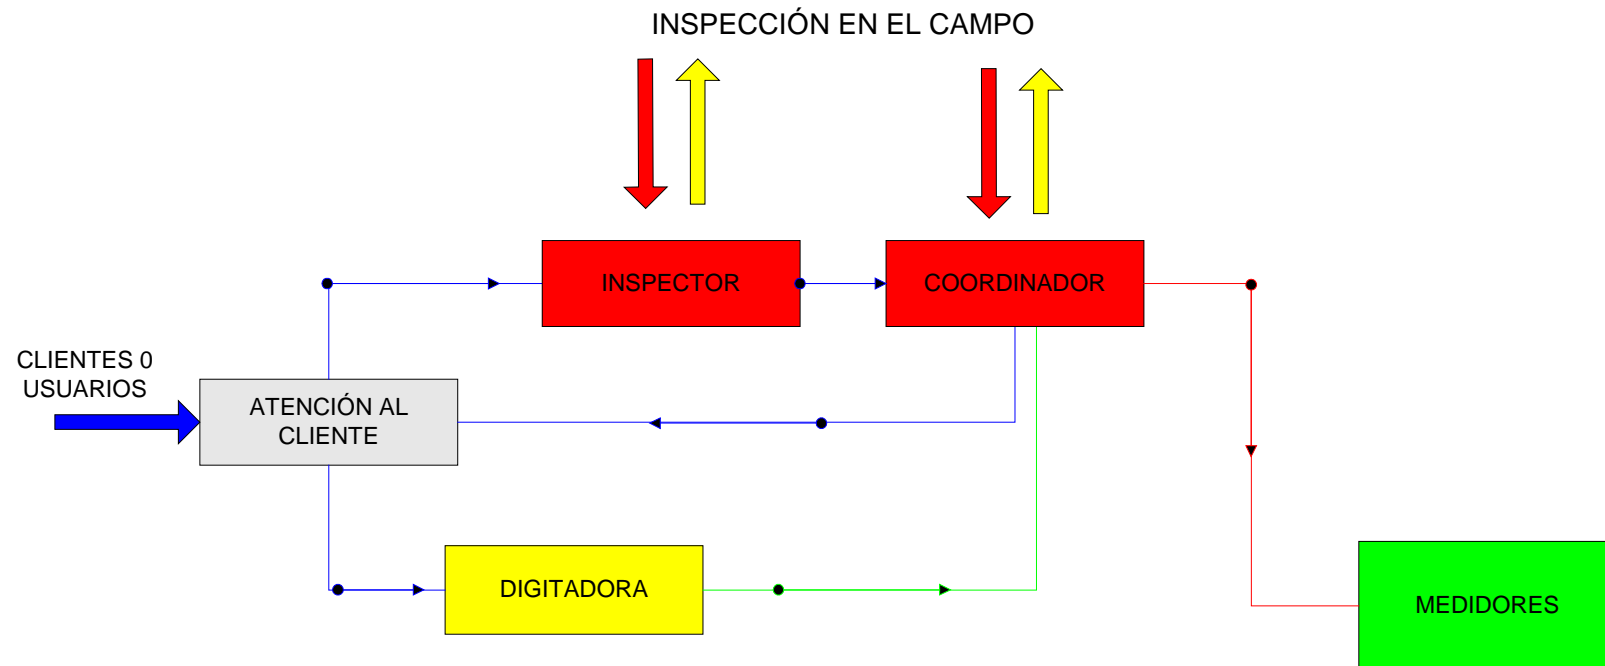 INSPECCIÓN EN EL CAMPO
INSPECTOR
COORDINADOR
CLIENTES 0
USUARIOS
ATENCIÓN AL
CLIENTE
DIGITADORA
MEDIDORES